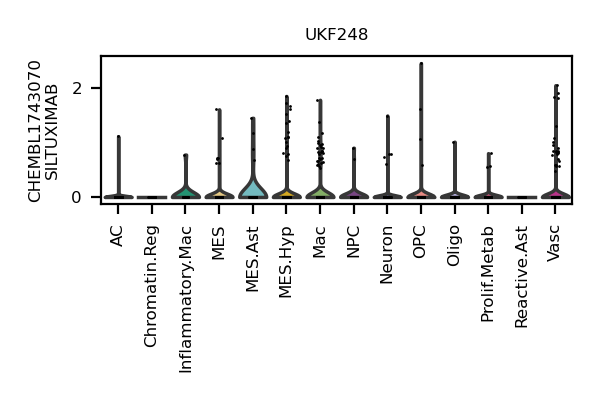 UKF248
CHEMBL1743070
SILTUXIMAB
2
0
AC
Chromatin.Reg
Inflammatory.Mac
MES
MES.Ast
MES.Hyp
Mac
NPC
Neuron
OPC
Oligo
Prolif.Metab
Reactive.Ast
Vasc